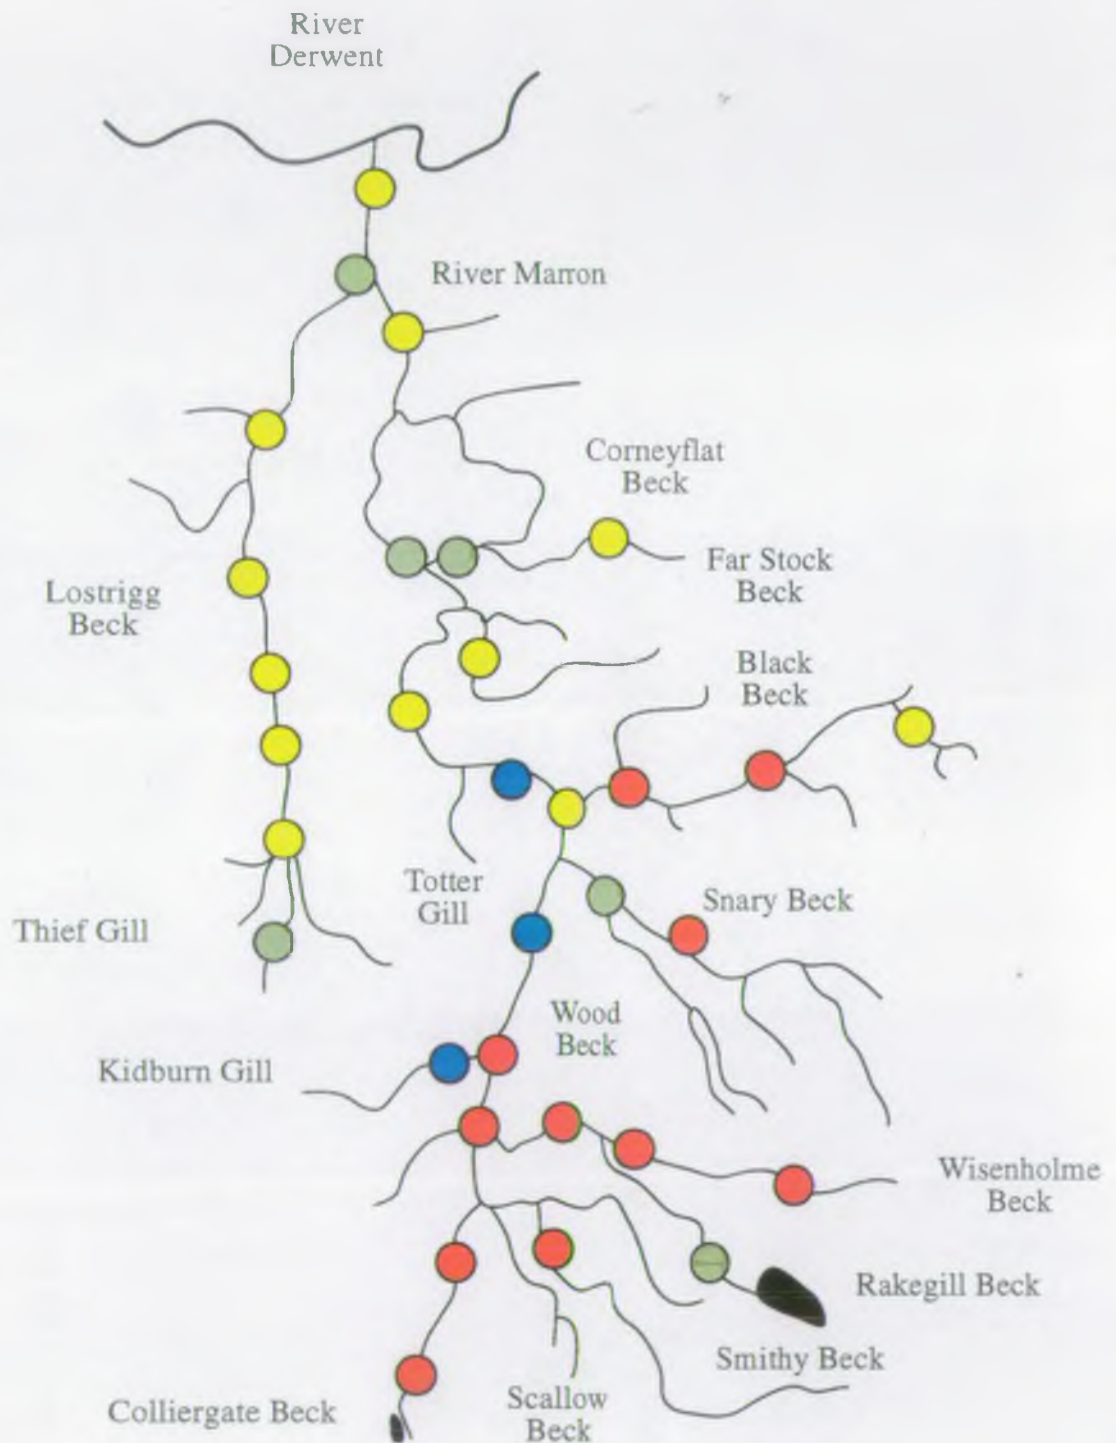 River
Derwent
River Marron
Corneyflat
Beck
Far Stock
Beck
Lostrigg
Beck
Black
Beck
Totter
Gill
Snary Beck
Thief Gill
Wood
Beck
Kidburn Gill
Wisenholme
Beck
Rakegill Beck
Smithy Beck
Scallow
Beck
Colliergate Beck